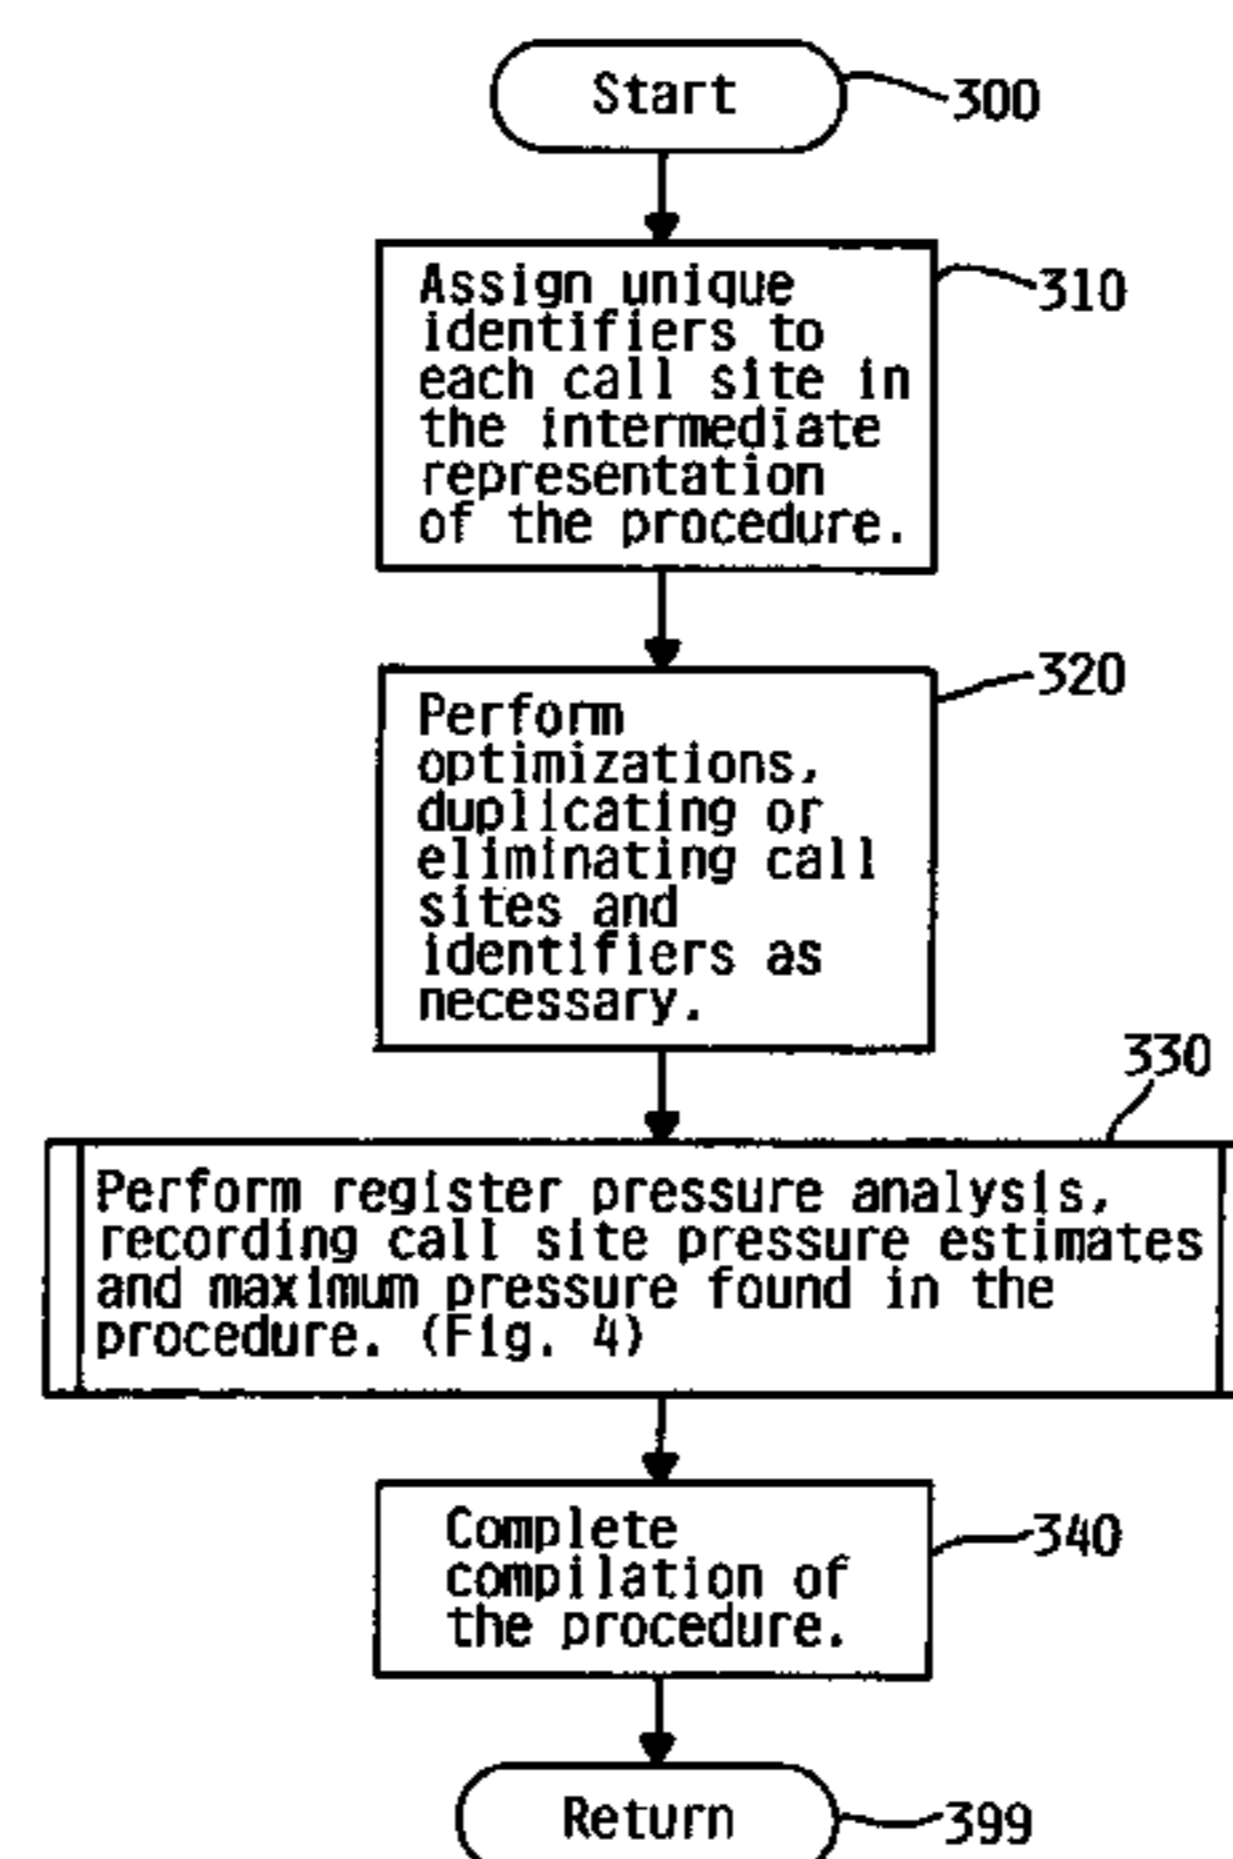 Start
300
Assign unique
identifiers to
each call site in
the intermediate
representation
of the procedure.
310
Perform
optimizations,
duplicating or
eliminating call
sites and
identifiers as
necessary.
320
330
Perform register pressure analysis,
recording call site pressure estimates
and maximum pressure found in the
procedure. (Fig. 4)
Complete
compilation of
the procedure.
340
Return
399